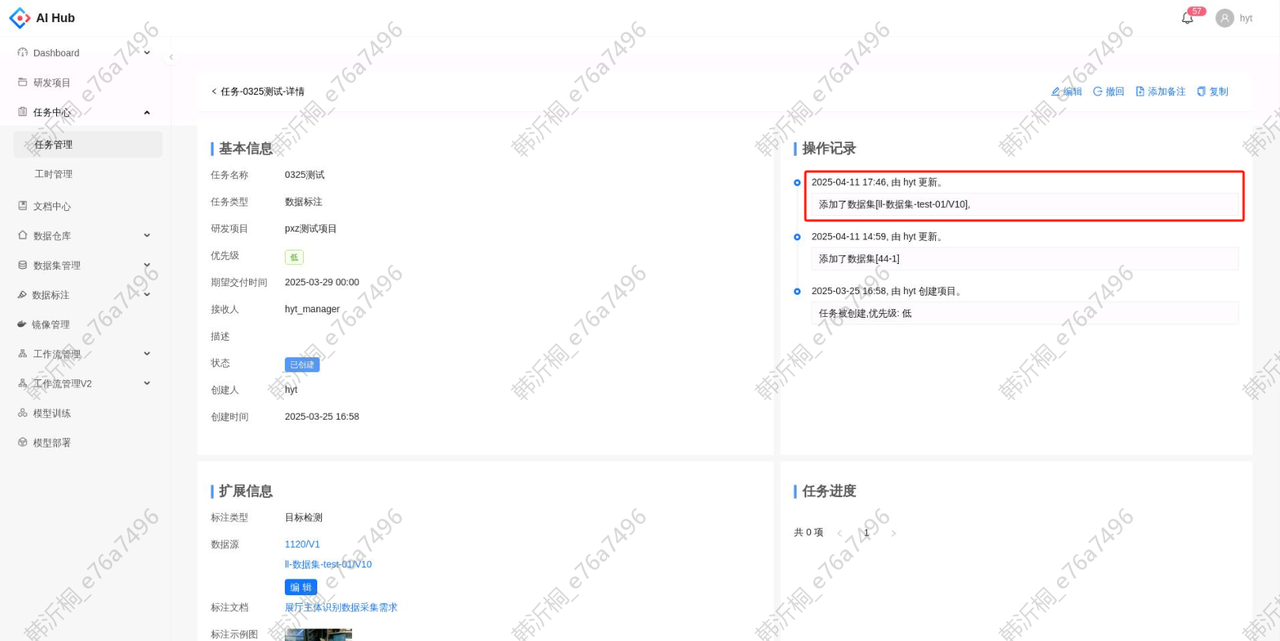 AI Hub
57
hyt
Dashboard
研发项目
任务中心
任务管理
工时管理
文档中心
数据仓库
数据集管理
数据标注
镜像管理
工作流管理
工作流管理V2
模型训练
模型部署
任务-0325测试-详情
编辑
撤回
添加备注
复制
基本信息
任务名称 0325测试
任务类型 数据标注
研发项目 pxz测试项目
优先级 低
期望交付时间 2025-03-29 00:00
接收人 hyt_manager
描述
状态 已创建
创建人 hyt
创建时间 2025-03-25 16:58
操作记录
2025-04-11 17:46, 由 hyt 更新。
添加了数据集[ll-数据集-test-01/V10],
2025-04-11 14:59, 由 hyt 更新。
添加了数据集[44-1]
2025-03-25 16:58, 由 hyt 创建项目。
任务被创建,优先级: 低
扩展信息
标注类型 目标检测
数据源 1120/V1
ll-数据集-test-01/V10
编 辑
标注文档 展厅主体识别数据采集需求
标注示例图
任务进度
共 0 项 < 1 >
韩沂桐_e76a7496